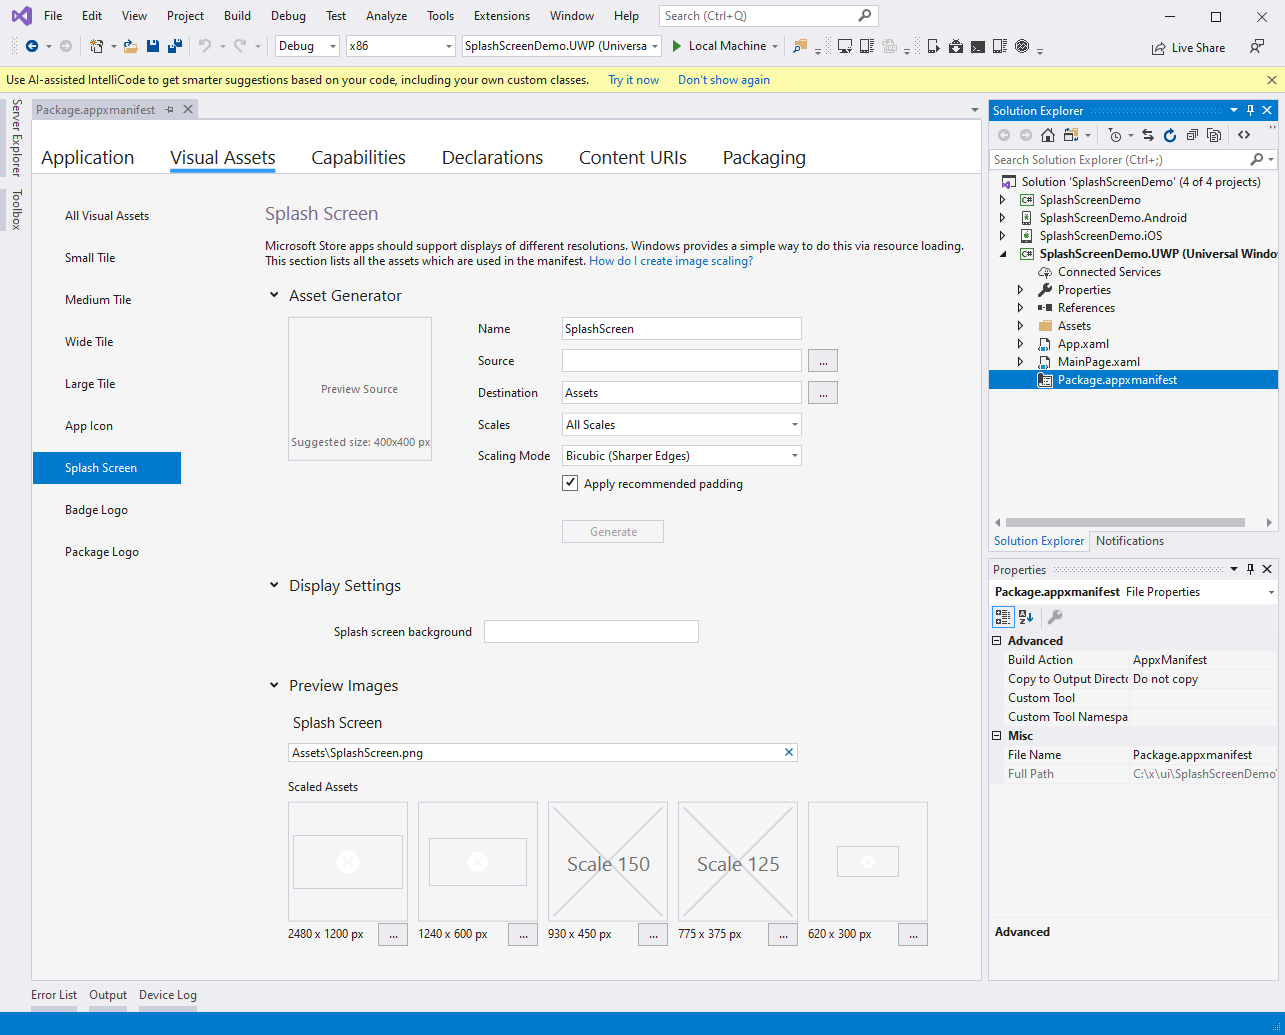 File Edit View Project Build Debug Test Analyze Tools Extensions Window Help Search (Ctrl+Q)
Debug x86 SplashScreenDemo.UWP (Universa Local Machine Live Share
Use AI-assisted IntelliCode to get smarter suggestions based on your code, including your own custom classes. Try it now Don't show again
Server Explorer
Toolbox
Package.appxmanifest
Application Visual Assets Capabilities Declarations Content URIs Packaging
All Visual Assets
Small Tile
Medium Tile
Wide Tile
Large Tile
App Icon
Splash Screen
Badge Logo
Package Logo
Splash Screen
Microsoft Store apps should support displays of different resolutions. Windows provides a simple way to do this via resource loading.
This section lists all the assets which are used in the manifest. How do I create image scaling?
Asset Generator
Preview Source
Suggested size: 400x400 px
Name SplashScreen
Source ...
Destination Assets ...
Scales All Scales
Scaling Mode Bicubic (Sharper Edges)
Apply recommended padding
Generate
Display Settings
Splash screen background
Preview Images
Splash Screen
Assets\SplashScreen.png
Scaled Assets
Scale 150 Scale 125
2480 x 1200 px ... 1240 x 600 px ... 930 x 450 px ... 775 x 375 px ... 620 x 300 px ...
Solution Explorer
Search Solution Explorer (Ctrl+;)
Solution 'SplashScreenDemo' (4 of 4 projects)
C# SplashScreenDemo
SplashScreenDemo.Android
SplashScreenDemo.iOS
C# SplashScreenDemo.UWP (Universal Windo
Connected Services
Properties
References
Assets
App.xaml
MainPage.xaml
Package.appxmanifest
Solution Explorer Notifications
Properties
Package.appxmanifest File Properties
Advanced
Build Action AppxManifest
Copy to Output Directo Do not copy
Custom Tool
Custom Tool Namespa
Misc
File Name Package.appxmanifest
Full Path C:\x\ui\SplashScreenDemo\
Advanced
Error List Output Device Log